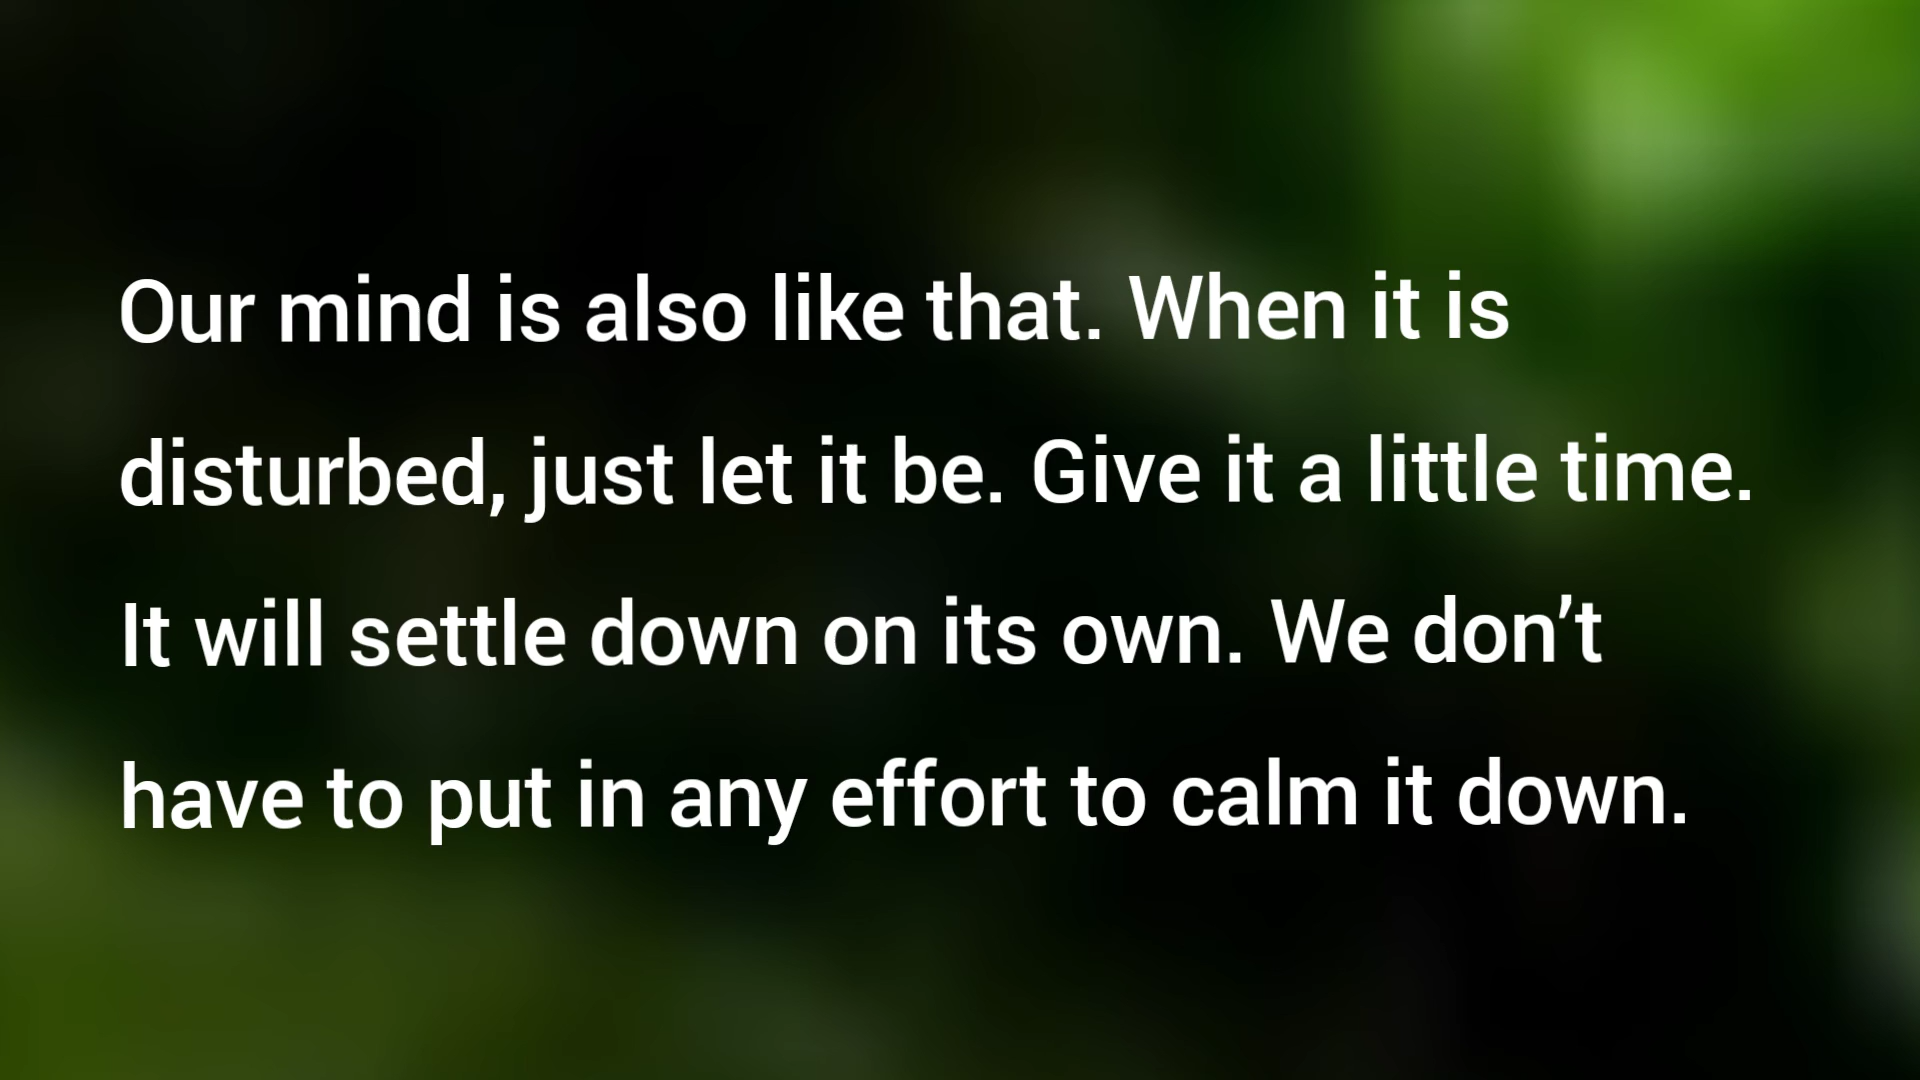 Our mind is also like that. When it is
disturbed, just let it be. Give it a little time.
It will settle down on its own. We don’t
have to put in any effort to calm it down.